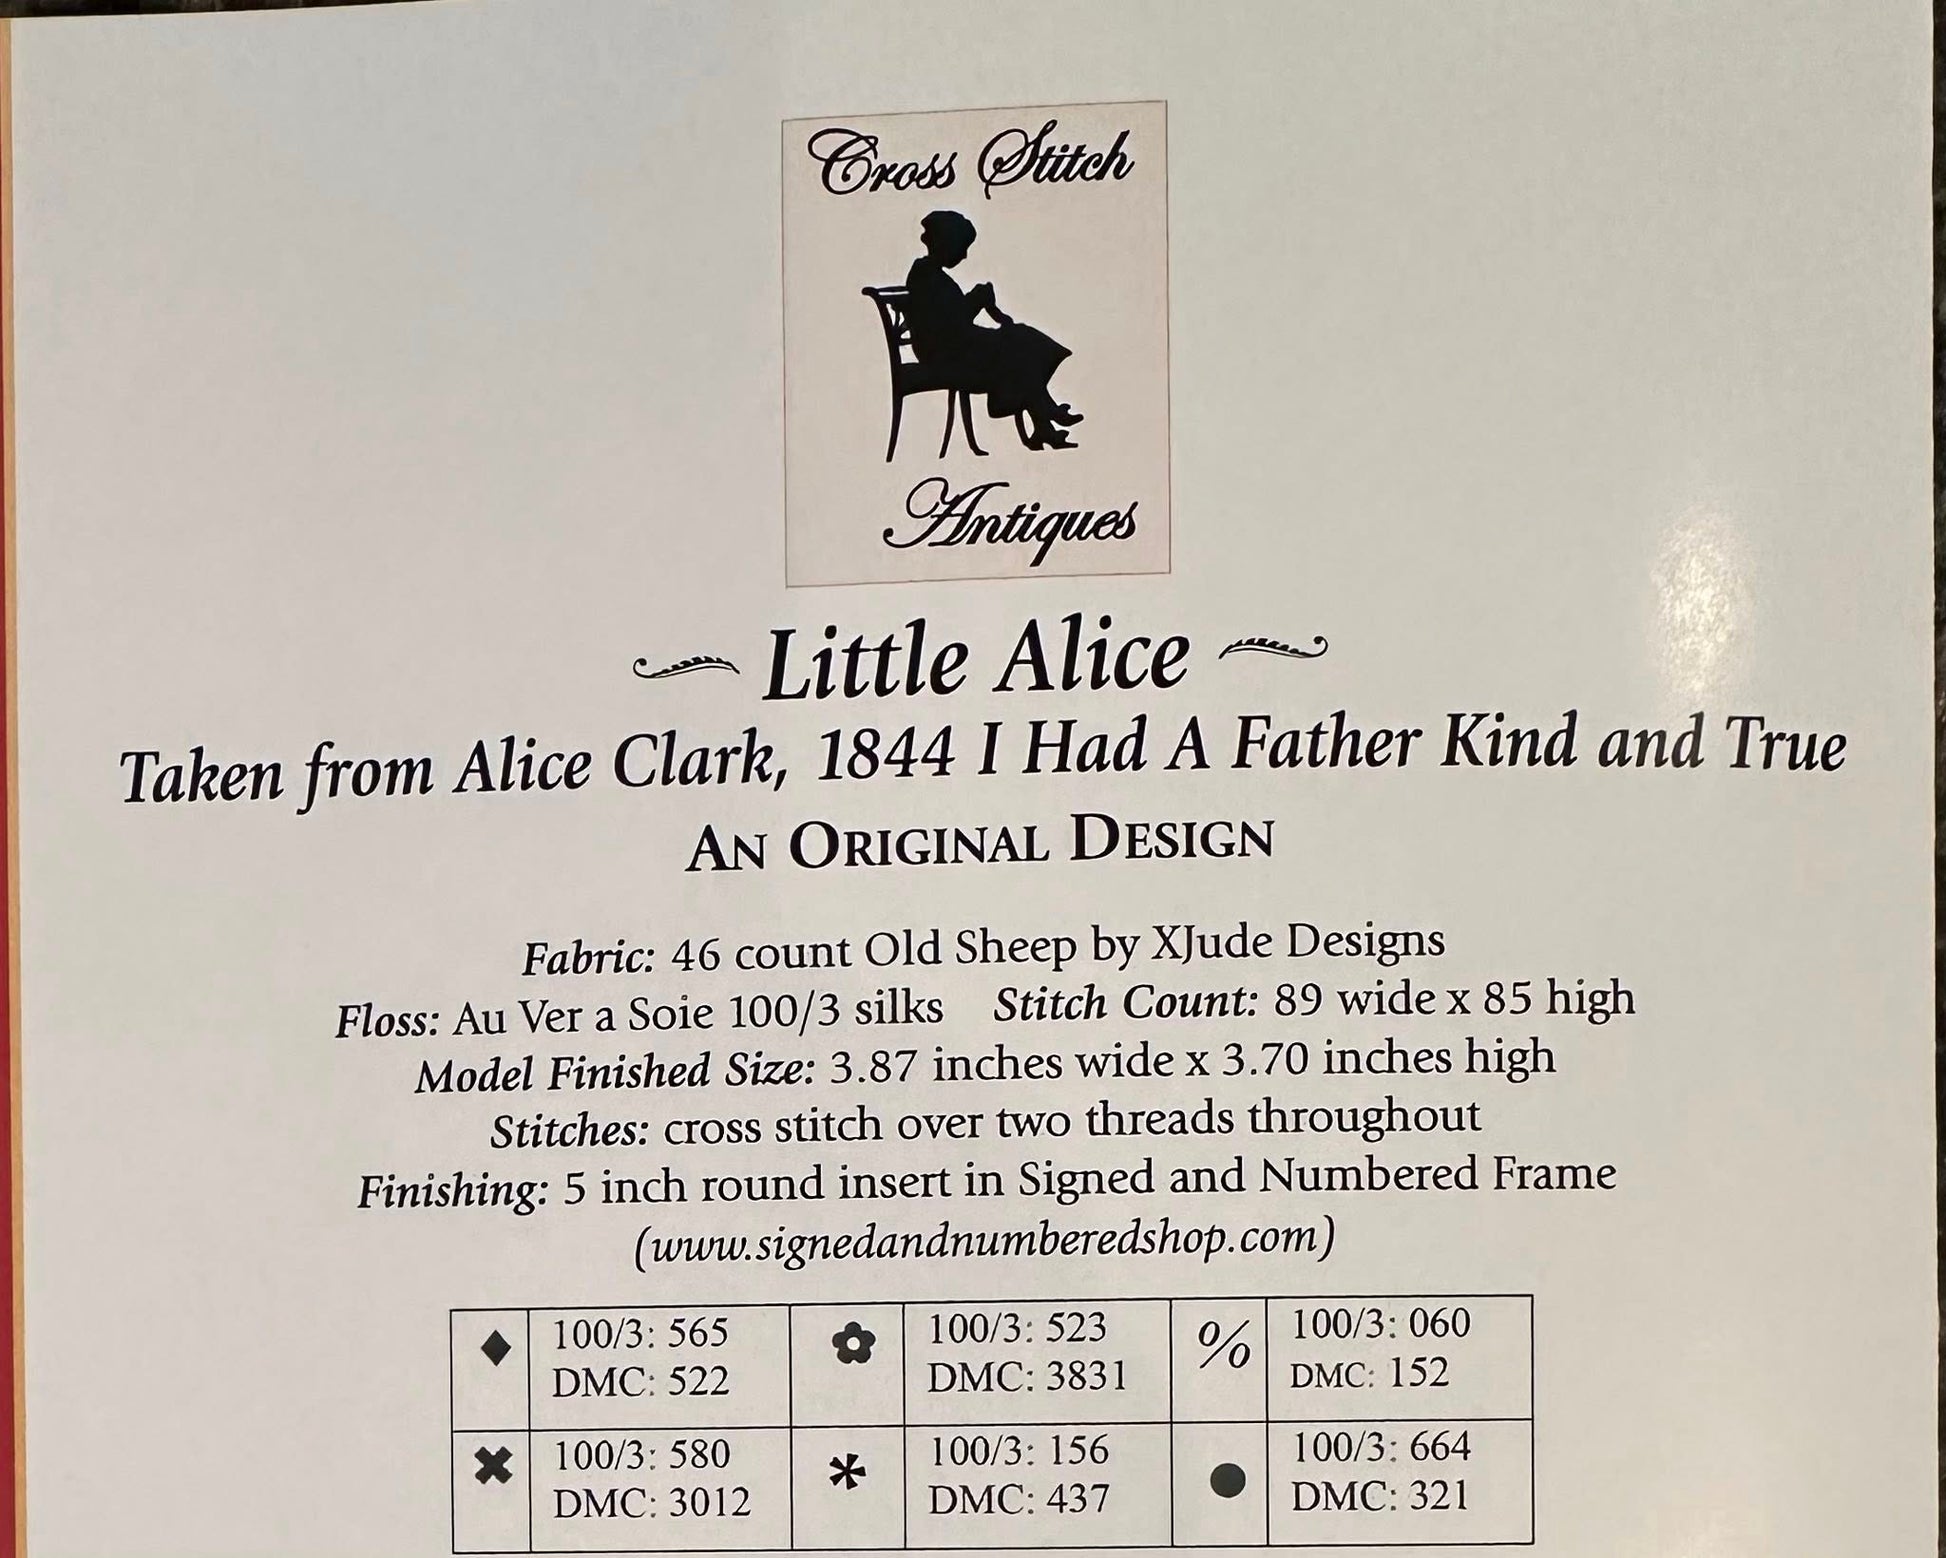 Cross Stitch
Antiques
Little Alice
Taken from Alice Clark, 1844 I Had A Father Kind and True
AN ORIGINAL DESIGN
Fabric: 46 count Old Sheep by XJude Designs
Floss: Au Ver a Soie 100/3 silks Stitch Count: 89 wide x 85 high
Model Finished Size: 3.87 inches wide x 3.70 inches high
Stitches: cross stitch over two threads throughout
Finishing: 5 inch round insert in Signed and Numbered Frame
(www.signedandnumberedshop.com)
◆ 100/3: 565 ✿ 100/3: 523 % 100/3: 060
DMC: 522 DMC: 3831 DMC: 152
✖ 100/3: 580 * 100/3: 156 ● 100/3: 664
DMC: 3012 DMC: 437 DMC: 321